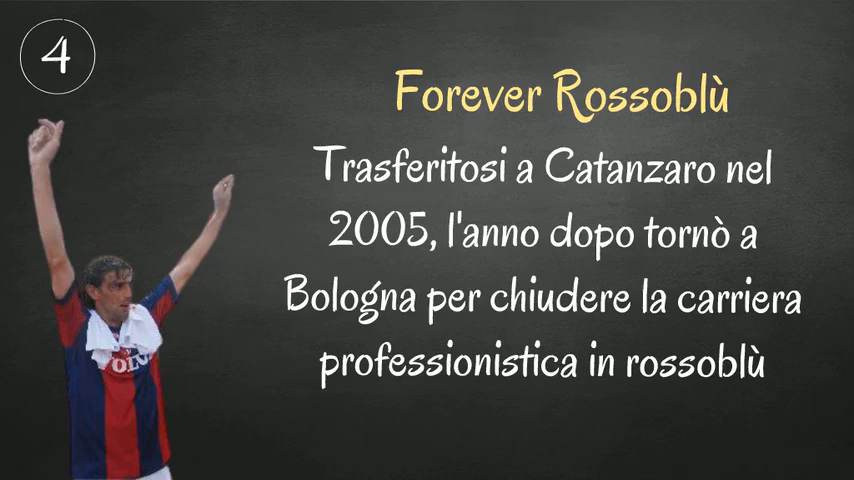 4
Forever Rossoblù
Trasferitosi a Catanzaro nel
2005, l'anno dopo tornò a
Bologna per chiudere la carriera
professionistica in rossoblù